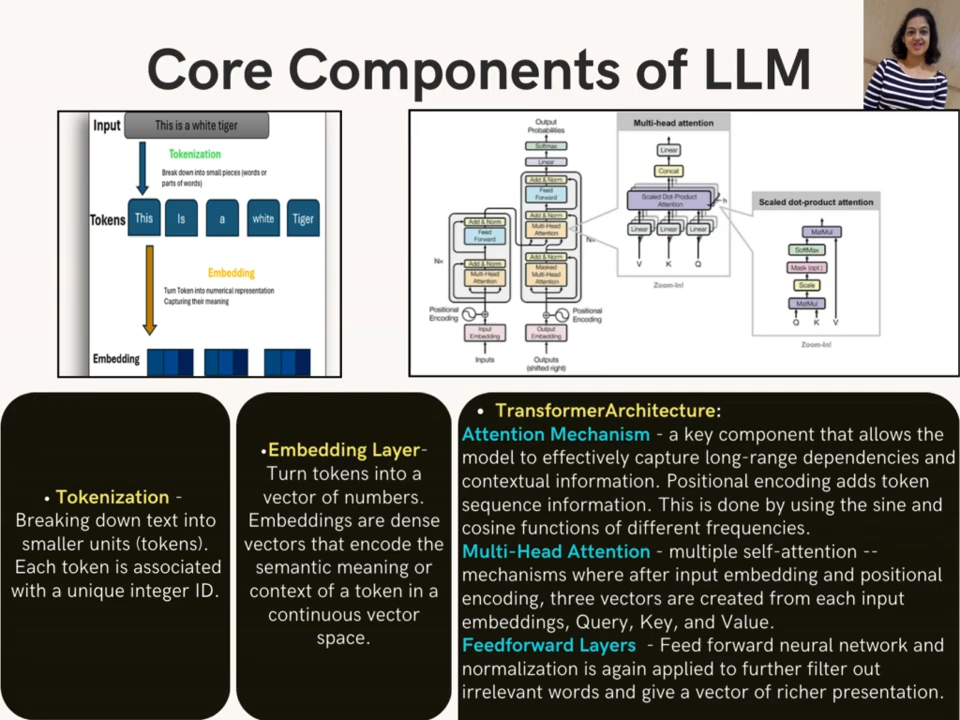 Core Components of LLM
Input
This is a white tiger
Tokenization
Break down into small pieces (words or
parts of words)
Tokens
This
Is
a
white
Tiger
Embedding
Turn Token into numerical representation
Capturing their meaning
Embedding
Output
Probabilities
Softmax
Linear
Add & Norm
Feed
Forward
Add & Norm
Multi-Head
Attention
Add & Norm
Masked
Multi-Head
Attention
Nx
Positional
Encoding
Output
Embedding
Outputs
(shifted right)
Add & Norm
Feed
Forward
Nx
Add & Norm
Multi-Head
Attention
Positional
Encoding
Input
Embedding
Inputs
Multi-head attention
Linear
Concat
Scaled Dot-Product
Attention
h
Linear
Linear
Linear
V
K
Q
Zoom-In!
Scaled dot-product attention
MatMul
SoftMax
Mask (opt.)
Scale
MatMul
Q
K
V
Zoom-In!
• Tokenization -
Breaking down text into
smaller units (tokens).
Each token is associated
with a unique integer ID.
•Embedding Layer-
Turn tokens into a
vector of numbers.
Embeddings are dense
vectors that encode the
semantic meaning or
context of a token in a
continuous vector
space.
• TransformerArchitecture:
Attention Mechanism - a key component that allows the
model to effectively capture long-range dependencies and
contextual information. Positional encoding adds token
sequence information. This is done by using the sine and
cosine functions of different frequencies.
Multi-Head Attention - multiple self-attention --
mechanisms where after input embedding and positional
encoding, three vectors are created from each input
embeddings, Query, Key, and Value.
Feedforward Layers - Feed forward neural network and
normalization is again applied to further filter out
irrelevant words and give a vector of richer presentation.